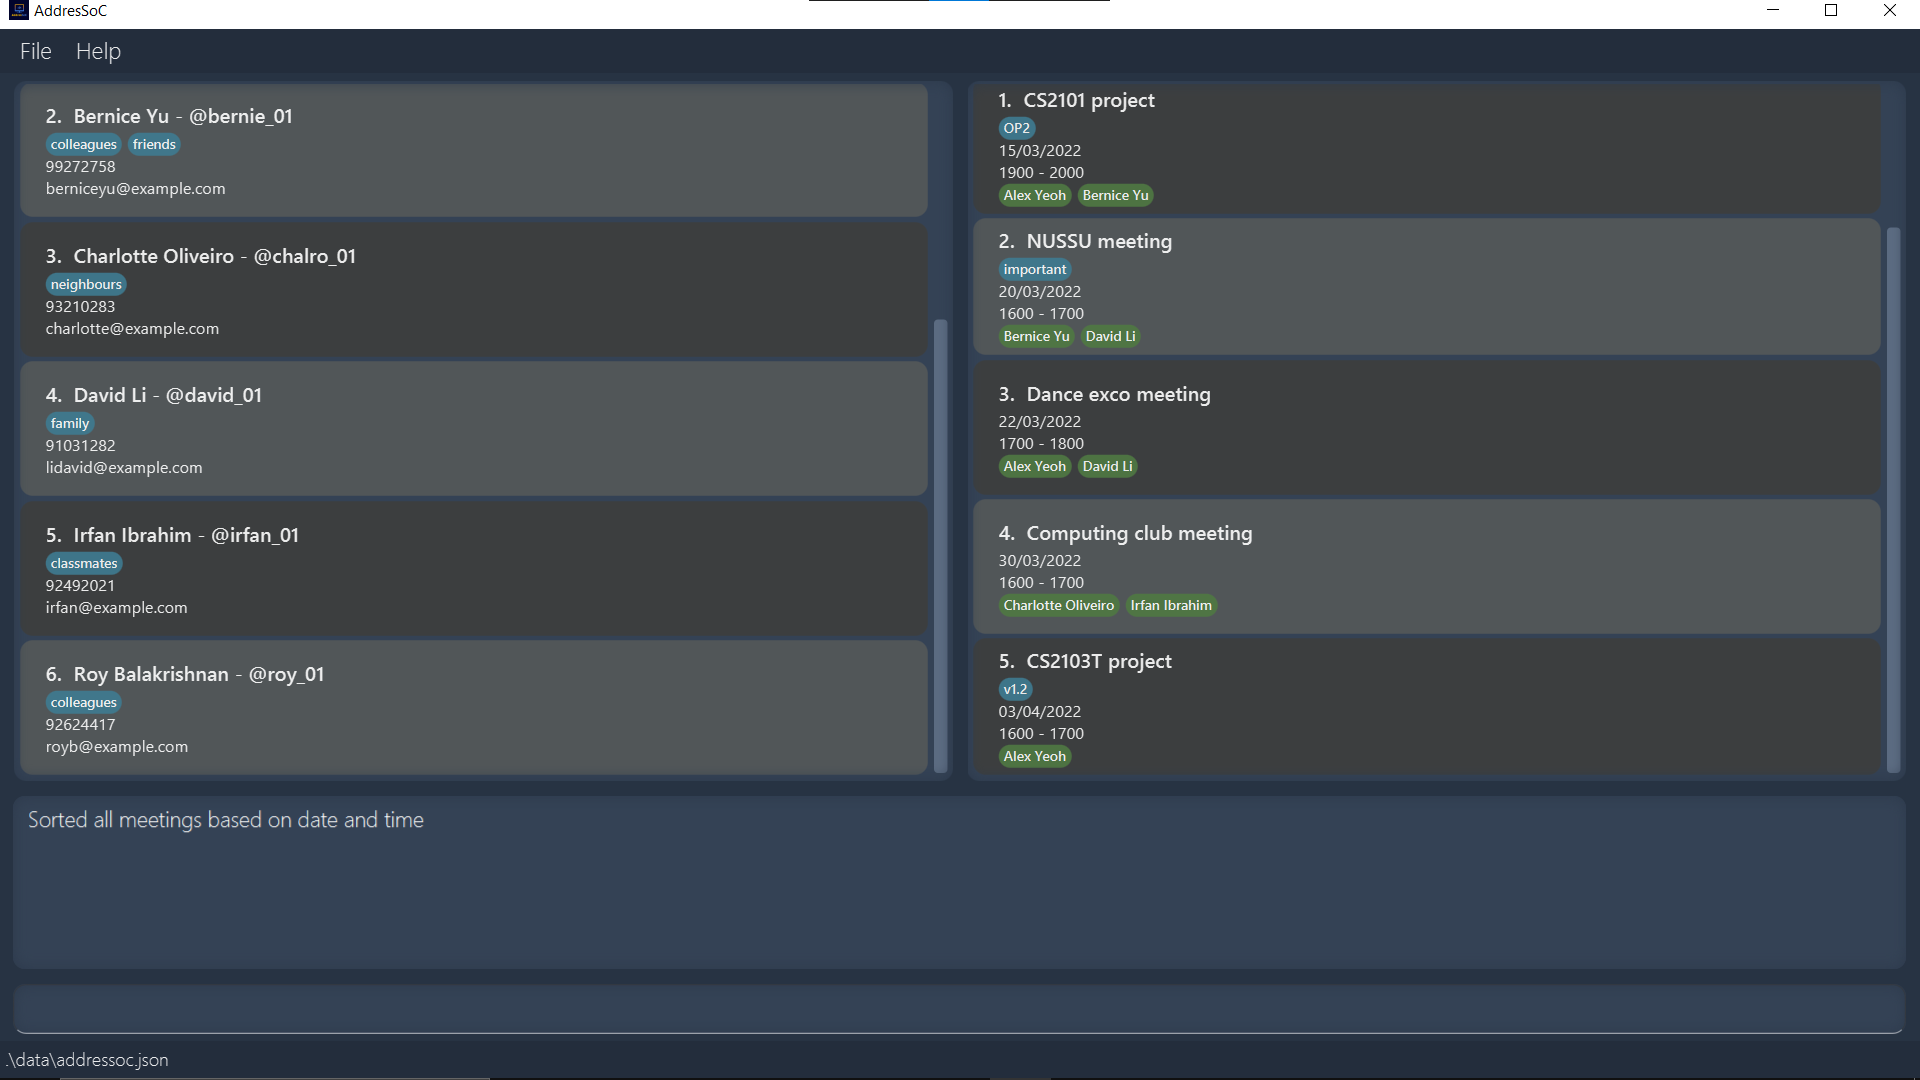 AddresSoC
File Help
2. Bernice Yu - @bernie_01
colleagues friends
99272758
berniceyu@example.com
3. Charlotte Oliveiro - @chalro_01
neighbours
93210283
charlotte@example.com
4. David Li - @david_01
family
91031282
lidavid@example.com
5. Irfan Ibrahim - @irfan_01
classmates
92492021
irfan@example.com
6. Roy Balakrishnan - @roy_01
colleagues
92624417
royb@example.com
1. CS2101 project
OP2
15/03/2022
1900 - 2000
Alex Yeoh Bernice Yu
2. NUSSU meeting
important
20/03/2022
1600 - 1700
Bernice Yu David Li
3. Dance exco meeting
22/03/2022
1700 - 1800
Alex Yeoh David Li
4. Computing club meeting
30/03/2022
1600 - 1700
Charlotte Oliveiro Irfan Ibrahim
5. CS2103T project
v1.2
03/04/2022
1600 - 1700
Alex Yeoh
Sorted all meetings based on date and time
.\data\addressoc.json